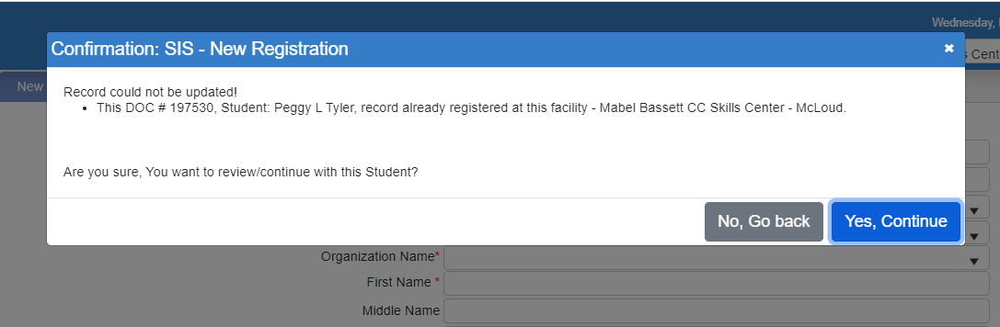 Wednesday,
Confirmation: SIS - New Registration
✖
s Cent
New
Record could not be updated!
• This DOC # 197530, Student: Peggy L Tyler, record already registered at this facility - Mabel Bassett CC Skills Center - McLoud.
Are you sure, You want to review/continue with this Student?
No, Go back
Yes, Continue
Organization Name*
First Name *
Middle Name